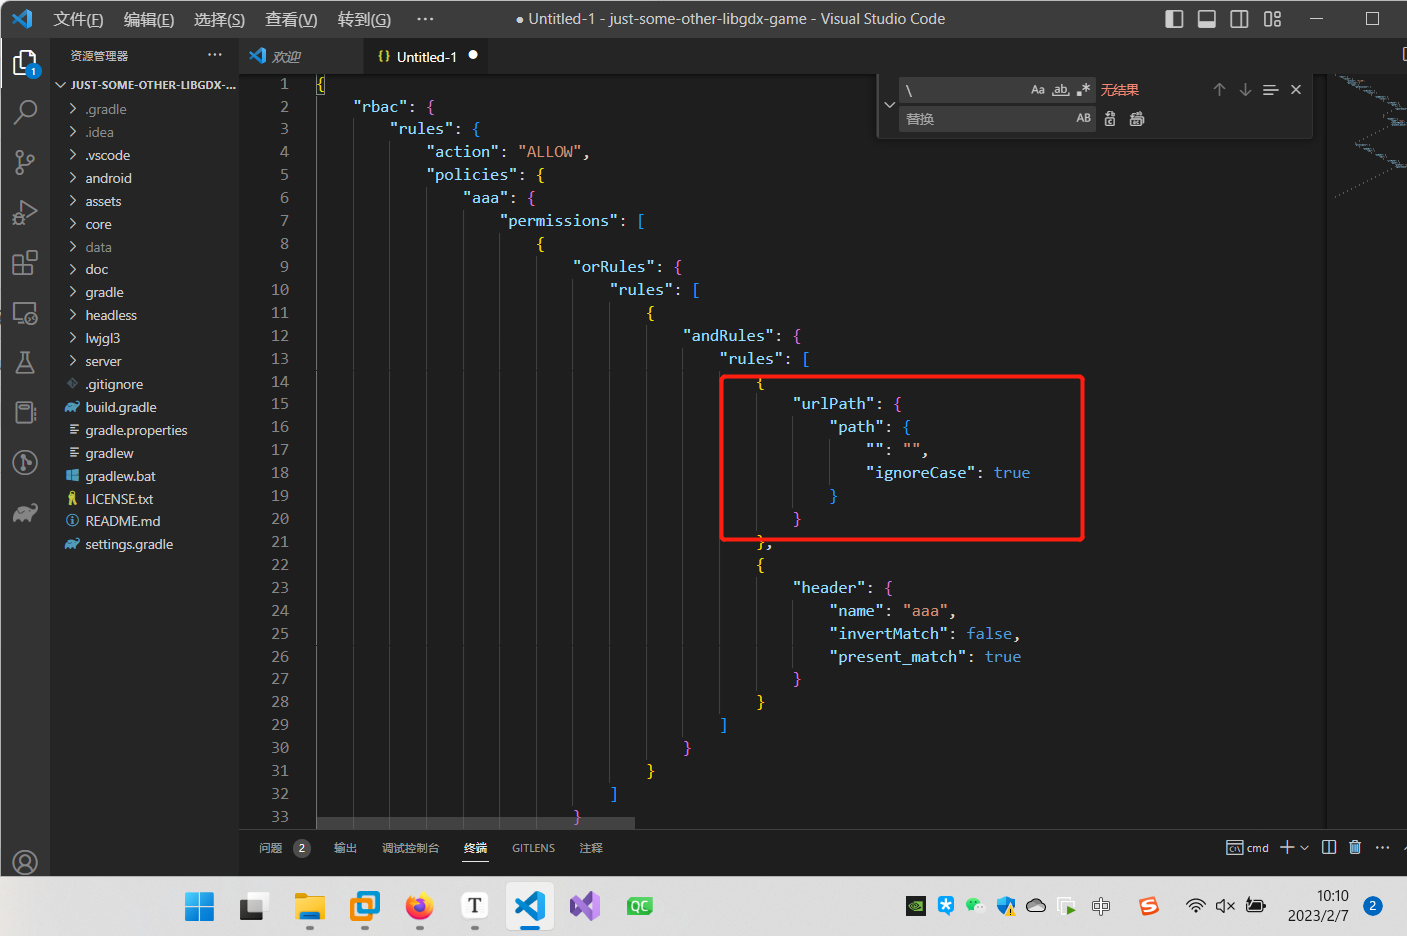 文件(F) 编辑(E) 选择(S) 查看(V) 转到(G) ··· ● Untitled-1 - just-some-other-libgdx-game - Visual Studio Code
资源管理器 ···
欢迎
{} Untitled-1 ●
1
JUST-SOME-OTHER-LIBGDX-...
.gradle
.idea
.vscode
android
assets
core
data
doc
gradle
headless
lwjgl3
server
.gitignore
build.gradle
gradle.properties
gradlew
gradlew.bat
LICENSE.txt
README.md
settings.gradle
\ Aa ab .* 无结果
替换 AB
1 {
2 "rbac": {
3 "rules": {
4 "action": "ALLOW",
5 "policies": {
6 "aaa": {
7 "permissions": [
8 {
9 "orRules": {
10 "rules": [
11 {
12 "andRules": {
13 "rules": [
14 {
15 "urlPath": {
16 "path": {
17 "": "",
18 "ignoreCase": true
19 }
20 }
21 },
22 {
23 "header": {
24 "name": "aaa",
25 "invertMatch": false,
26 "present_match": true
27 }
28 }
29 ]
30 }
31 }
32 ]
33 }
问题 2 输出 调试控制台 终端 GITLENS 注释
cmd
T
QC
中
S
10:10
2023/2/7
2